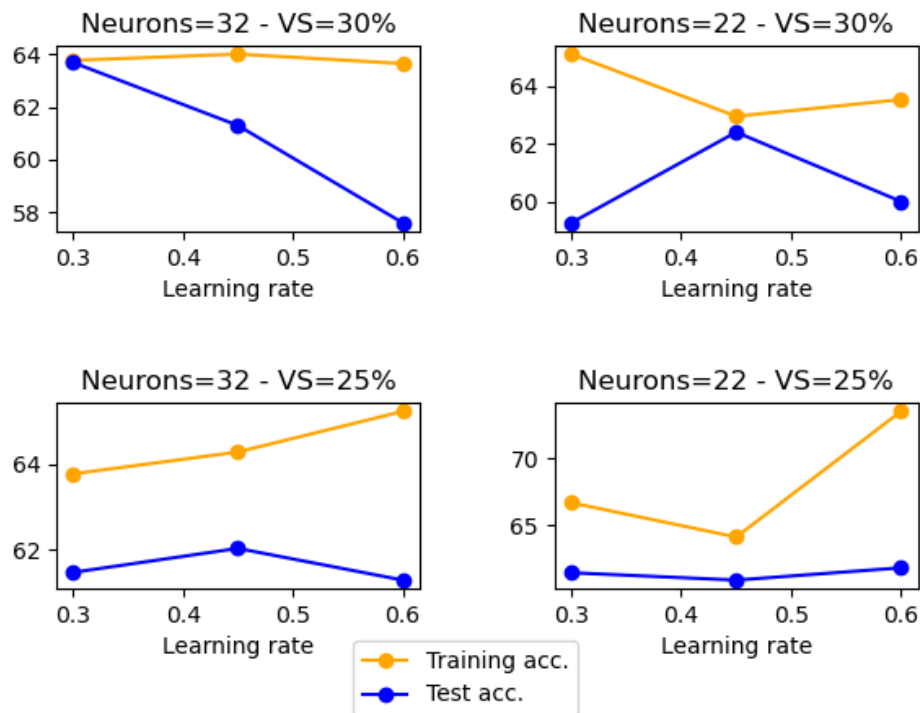 Neurons=32 - VS=30%
64
62
60
58
0.3 0.4 0.5 0.6
Learning rate
Neurons=22 - VS=30%
64
62
60
0.3 0.4 0.5 0.6
Learning rate
Neurons=32 - VS=25%
64
62
0.3 0.4 0.5 0.6
Learning rate
Neurons=22 - VS=25%
70
65
0.3 0.4 0.5 0.6
Learning rate
Training acc.
Test acc.